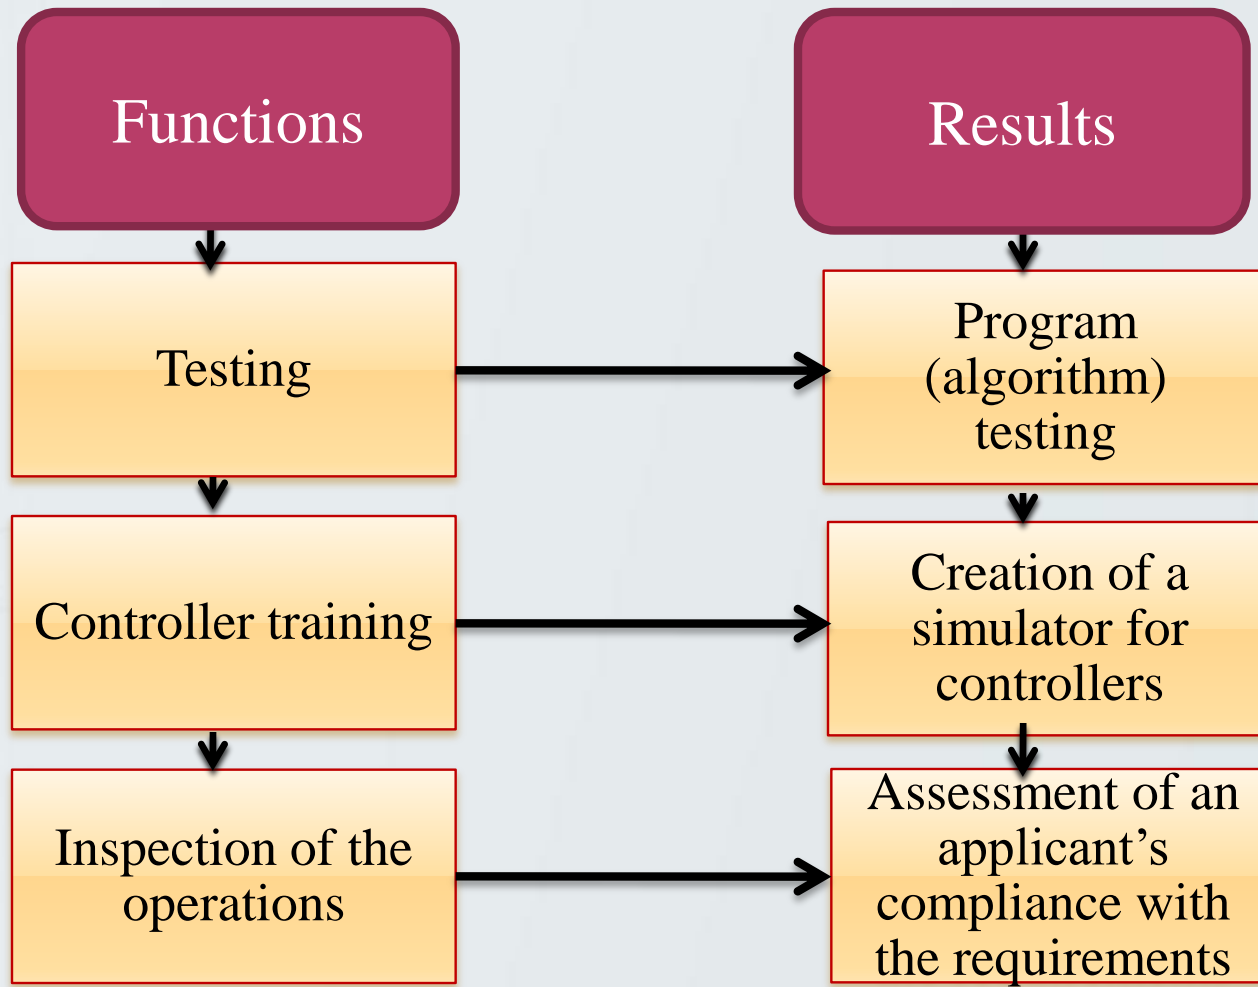 Functions
Results
Testing
Program
(algorithm)
testing
Controller training
Creation of a
simulator for
controllers
Inspection of the
operations
Assessment of an
applicant’s
compliance with
the requirements